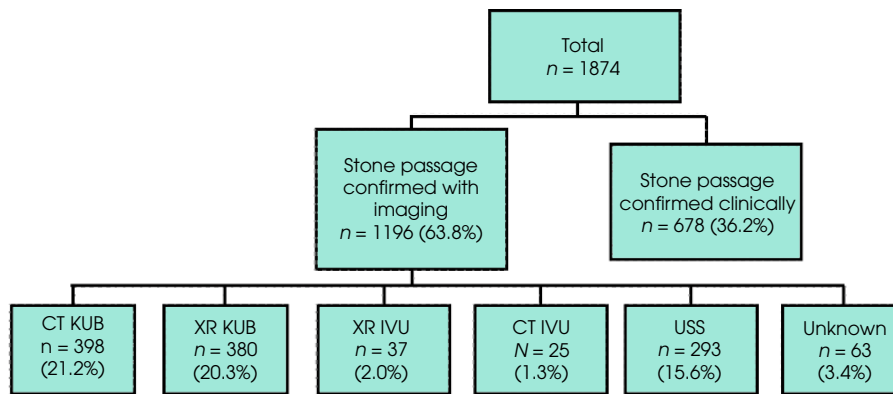 Total
n = 1874
Stone passage
confirmed with
imaging
n = 1196 (63.8%)
Stone passage
confirmed clinically
n = 678 (36.2%)
CT KUB
n = 398
(21.2%)
XR KUB
n = 380
(20.3%)
XR IVU
n = 37
(2.0%)
CT IVU
N = 25
(1.3%)
USS
n = 293
(15.6%)
Unknown
n = 63
(3.4%)